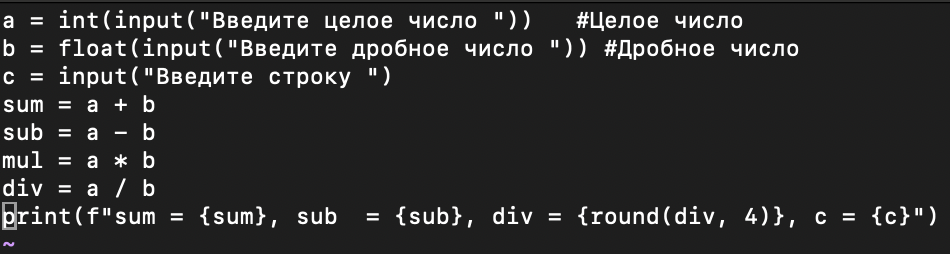 a = int(input("Введите целое число "))   #Целое число
b = float(input("Введите дробное число ")) #Дробное число
c = input("Введите строку ")
sum = a + b
sub = a - b
mul = a * b
div = a / b
print(f"sum = {sum}, sub  = {sub}, div = {round(div, 4)}, c = {c}")
~